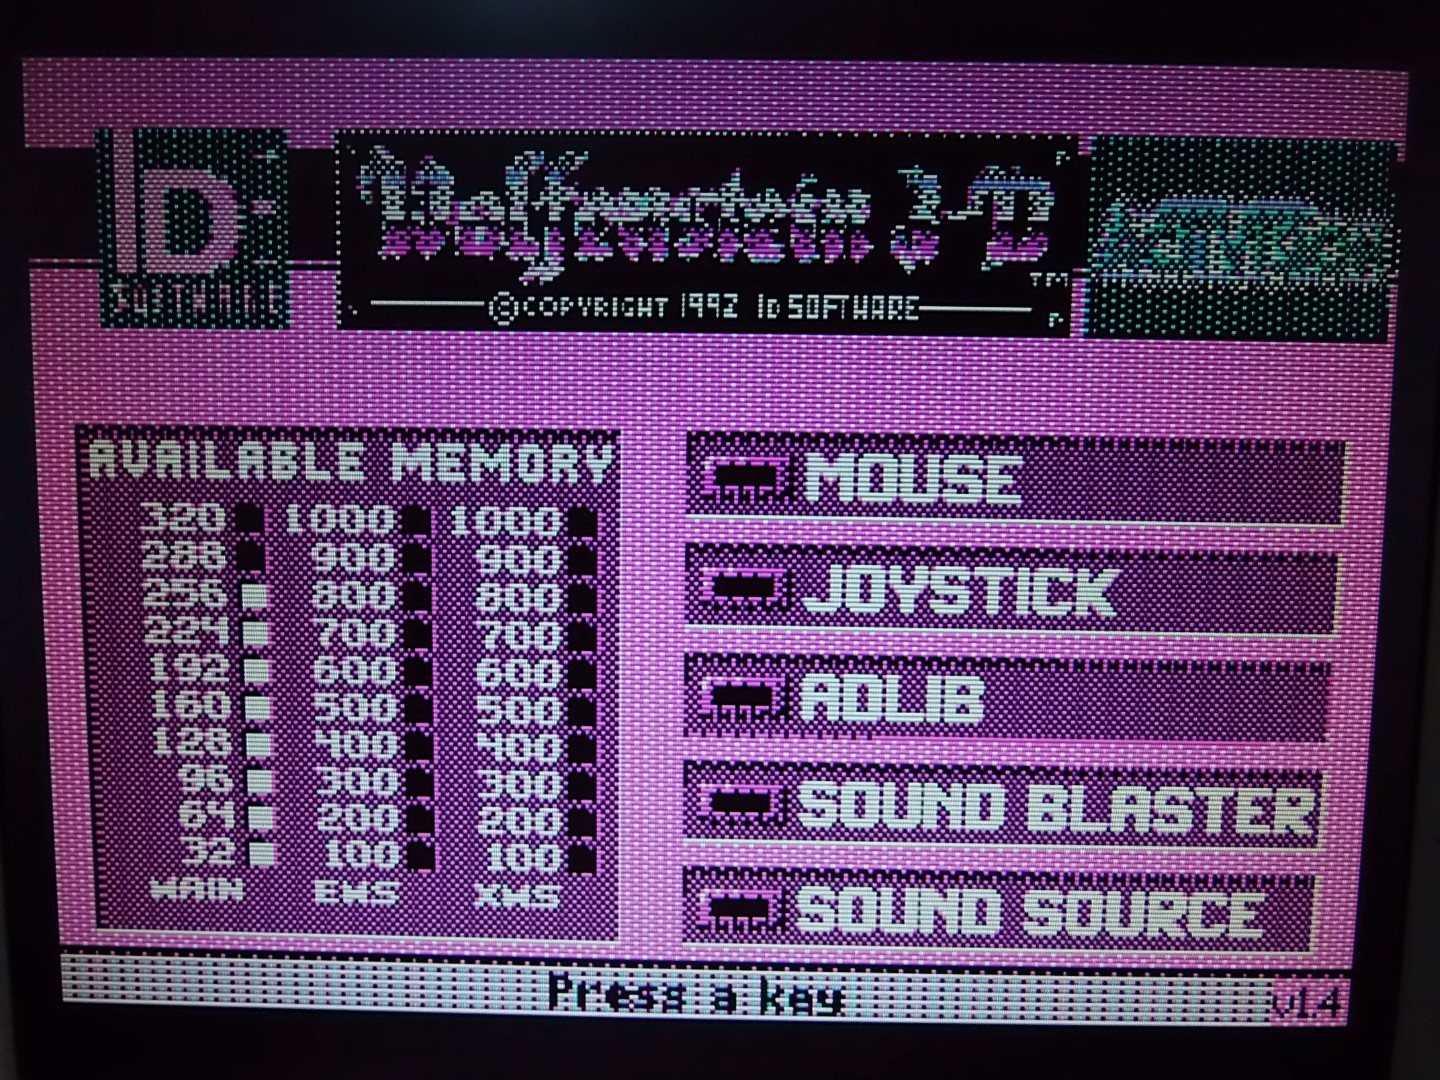 ID
SOFTWARE
Wolfenstein 3-D
TM
© COPYRIGHT 1992 ID SOFTWARE
AVAILABLE MEMORY
320 1000 1000
288 900 900
256 800 800
224 700 700
192 600 600
160 500 500
128 400 400
96 300 300
64 200 200
32 100 100
MAIN EMS XMS
MOUSE
JOYSTICK
ADLIB
SOUND BLASTER
SOUND SOURCE
Press a key
v1.4